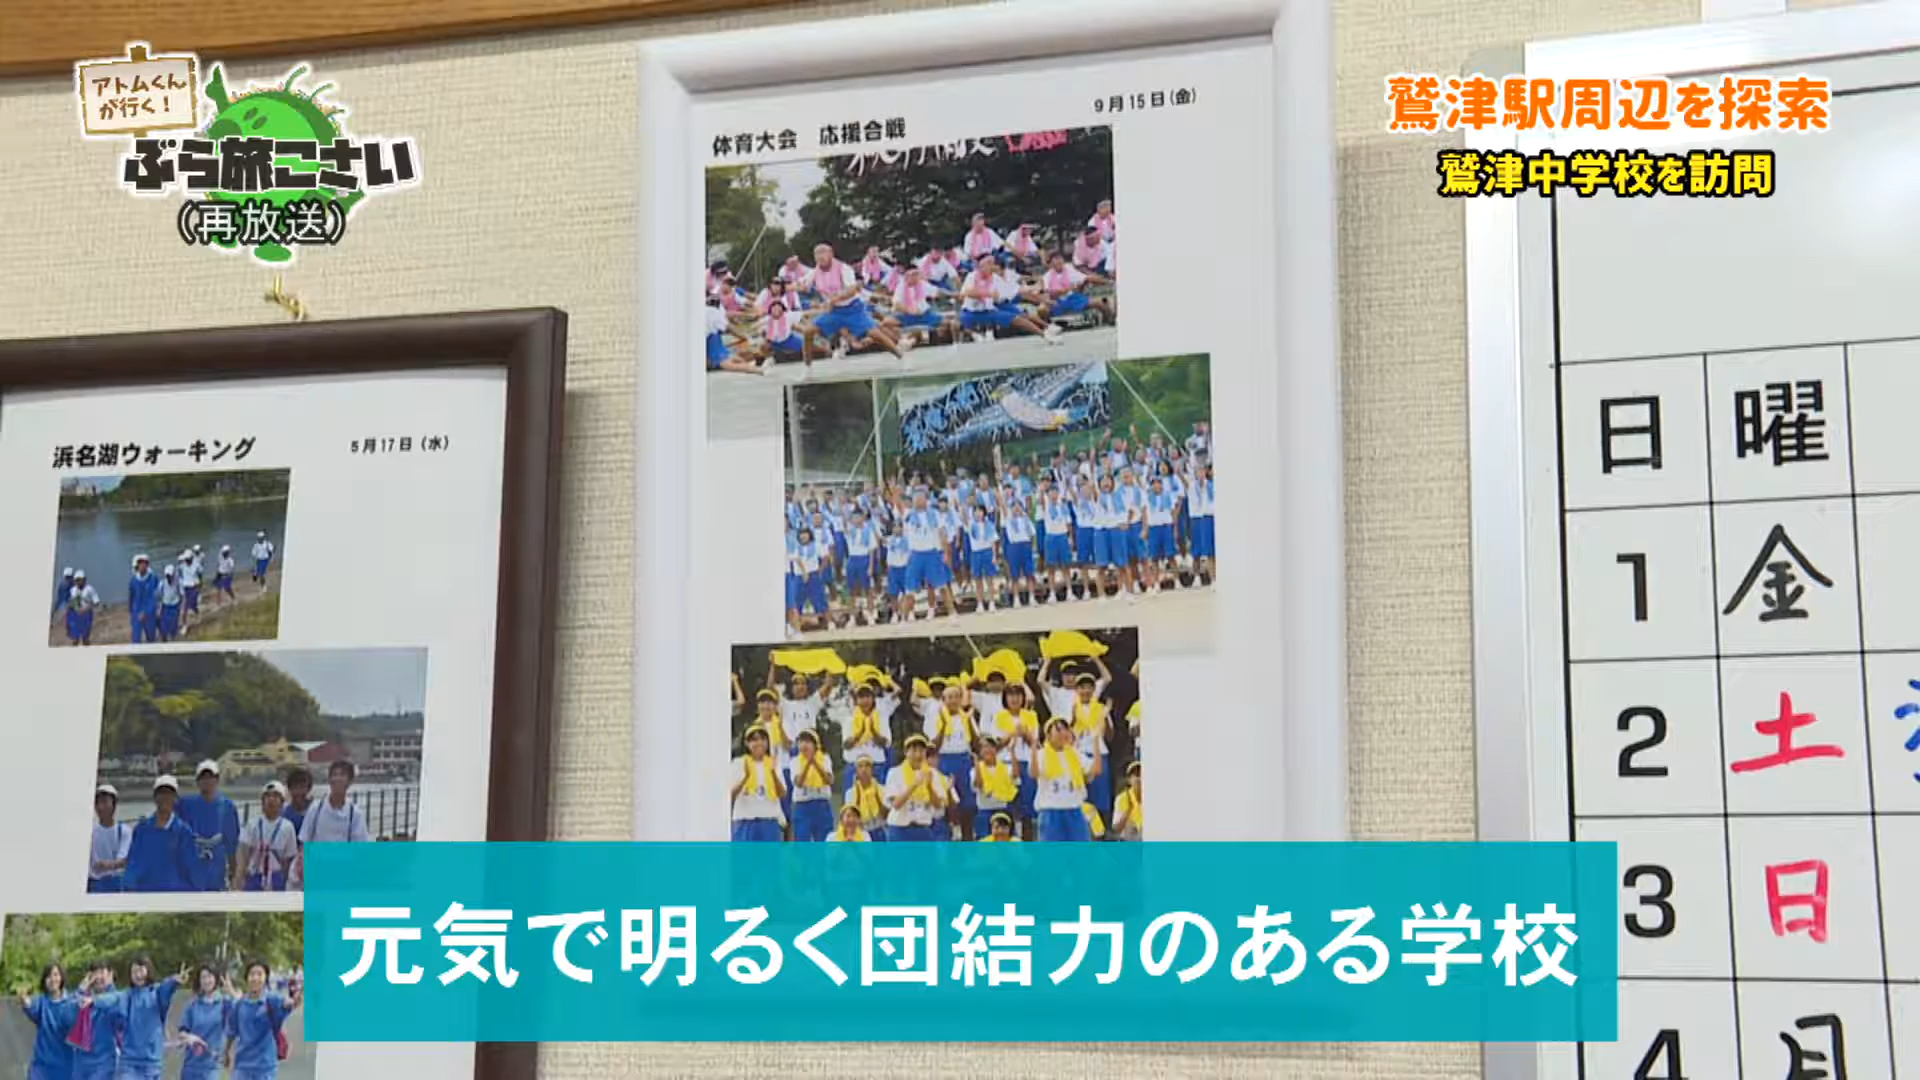 アトムくん
が行く!
ぶら旅こさい
(再放送)
鷲津駅周辺を探索
鷲津中学校を訪問
体育大会 応援合戦
9月15日(金)
浜名湖ウォーキング
5月17日(水)
日 曜
1 金
2 土
3 日
4 月
元気で明るく団結力のある学校